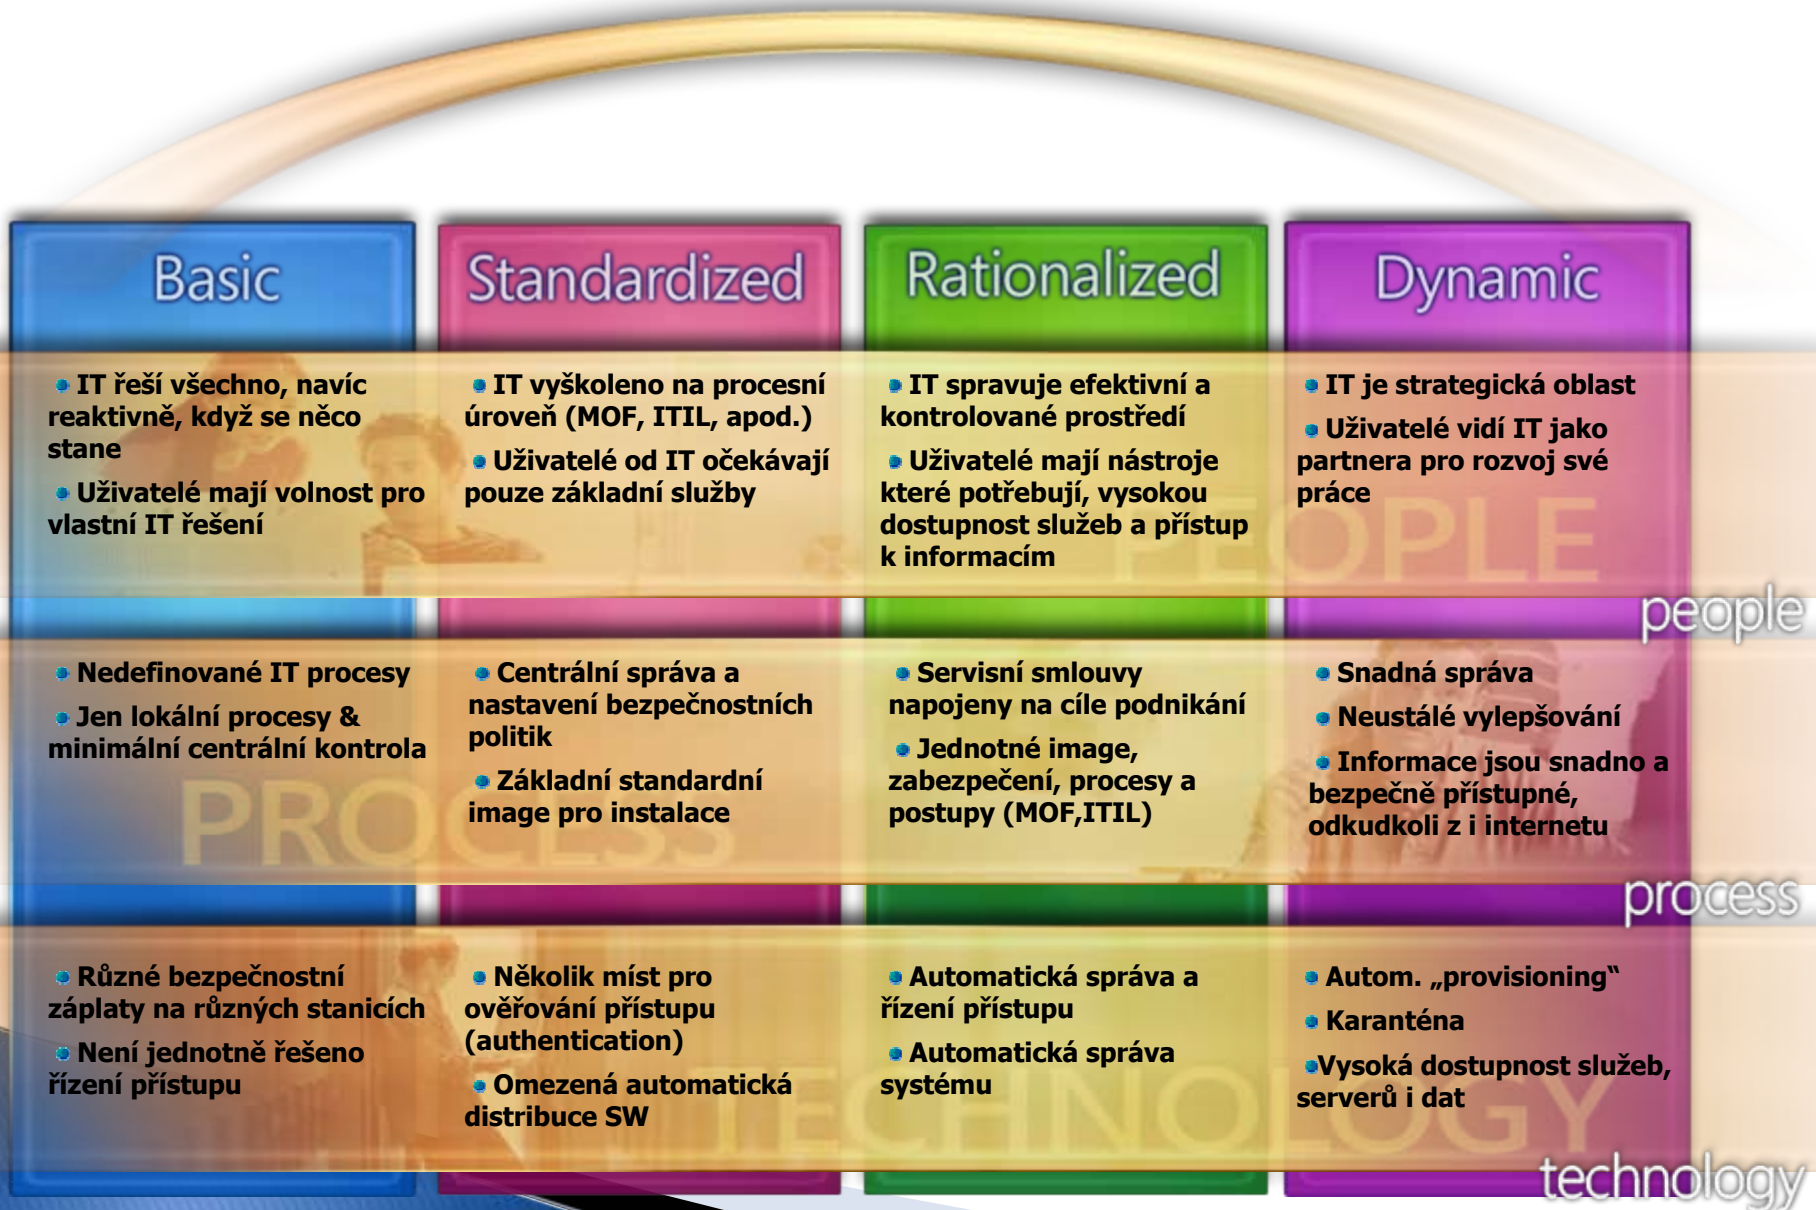 Basic
Standardized
Rationalized
Dynamic
• IT řeší všechno, navíc
reaktivně, když se něco
stane
• Uživatelé mají volnost pro
vlastní IT řešení
• IT vyškoleno na procesní
úroveň (MOF, ITIL, apod.)
• Uživatelé od IT očekávají
pouze základní služby
• IT spravuje efektivní a
kontrolované prostředí
• Uživatelé mají nástroje
které potřebují, vysokou
dostupnost služeb a přístup
k informacím
• IT je strategická oblast
• Uživatelé vidí IT jako
partnera pro rozvoj své
práce
PEOPLE
people
• Nedefinované IT procesy
• Jen lokální procesy &
minimální centrální kontrola
• Centrální správa a
nastavení bezpečnostních
politik
• Základní standardní
image pro instalace
• Servisní smlouvy
napojeny na cíle podnikání
• Jednotné image,
zabezpečení, procesy a
postupy (MOF,ITIL)
• Snadná správa
• Neustálé vylepšování
• Informace jsou snadno a
bezpečně přístupné,
odkudkoli z i internetu
PROCESS
process
• Různé bezpečnostní
záplaty na různých stanicích
• Není jednotně řešeno
řízení přístupu
• Několik míst pro
ověřování přístupu
(authentication)
• Omezená automatická
distribuce SW
• Automatická správa a
řízení přístupu
• Automatická správa
systému
• Autom. „provisioning“
• Karanténa
•Vysoká dostupnost služeb,
serverů i dat
TECHNOLOGY
technology